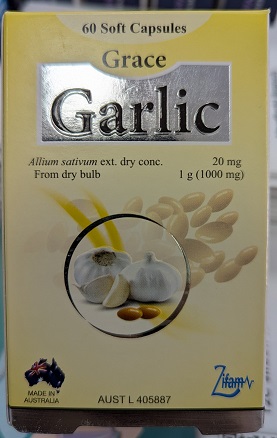 60 Soft Capsules
Grace
Garlic
Allium sativum ext. dry conc. 20 mg
From dry bulb 1 g (1000 mg)
MADE IN
AUSTRALIA
AUST L 405887
Zifam